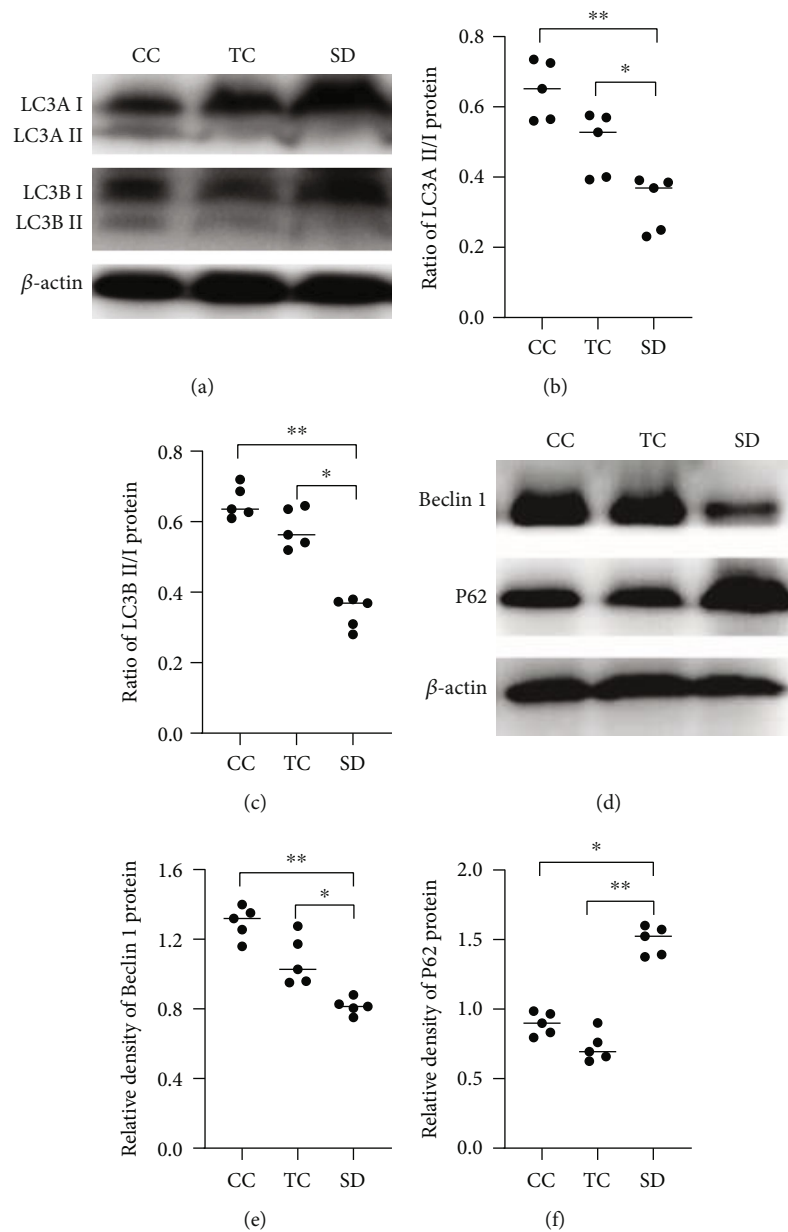 CC TC SD
LC3A I
LC3A II
LC3B I
LC3B II
β-actin
(a)
**
*
Ratio of LC3A II/I protein
0.8
0.6
0.4
0.2
0.0
CC TC SD
(b)
**
*
Ratio of LC3B II/I protein
0.8
0.6
0.4
0.2
0.0
CC TC SD
(c)
CC TC SD
Beclin 1
P62
β-actin
(d)
**
*
Relative density of Beclin 1 protein
1.6
1.2
0.8
0.4
0.0
CC TC SD
(e)
*
**
Relative density of P62 protein
2.0
1.5
1.0
0.5
0.0
CC TC SD
(f)